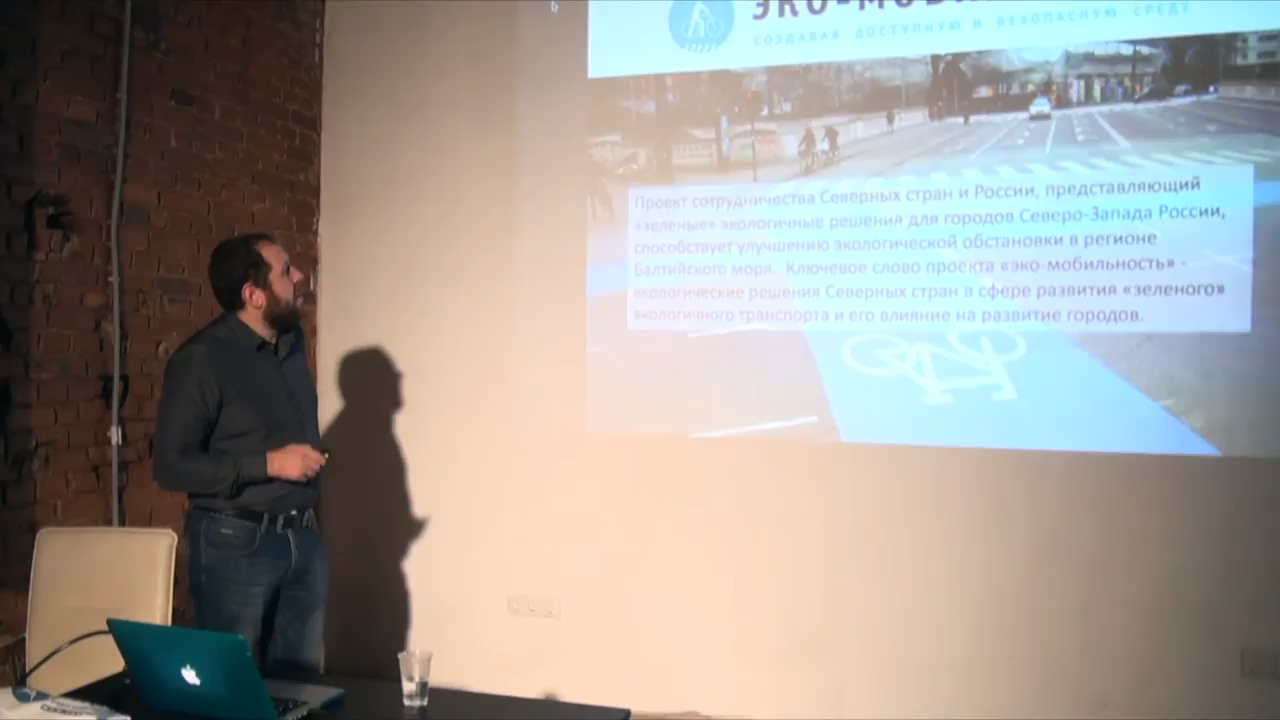 СОЗДАВАЯ ДОСТУПНУЮ И БЕЗОПАСНУЮ СРЕДУ
Проект сотрудничества Северных стран и России, представляющий
«зеленые» экологичные решения для городов Северо-Запада России,
способствует улучшению экологической обстановки в регионе
Балтийского моря. Ключевое слово проекта «эко-мобильность» -
экологические решения Северных стран в сфере развития «зеленого»
экологичного транспорта и его влияние на развитие городов.